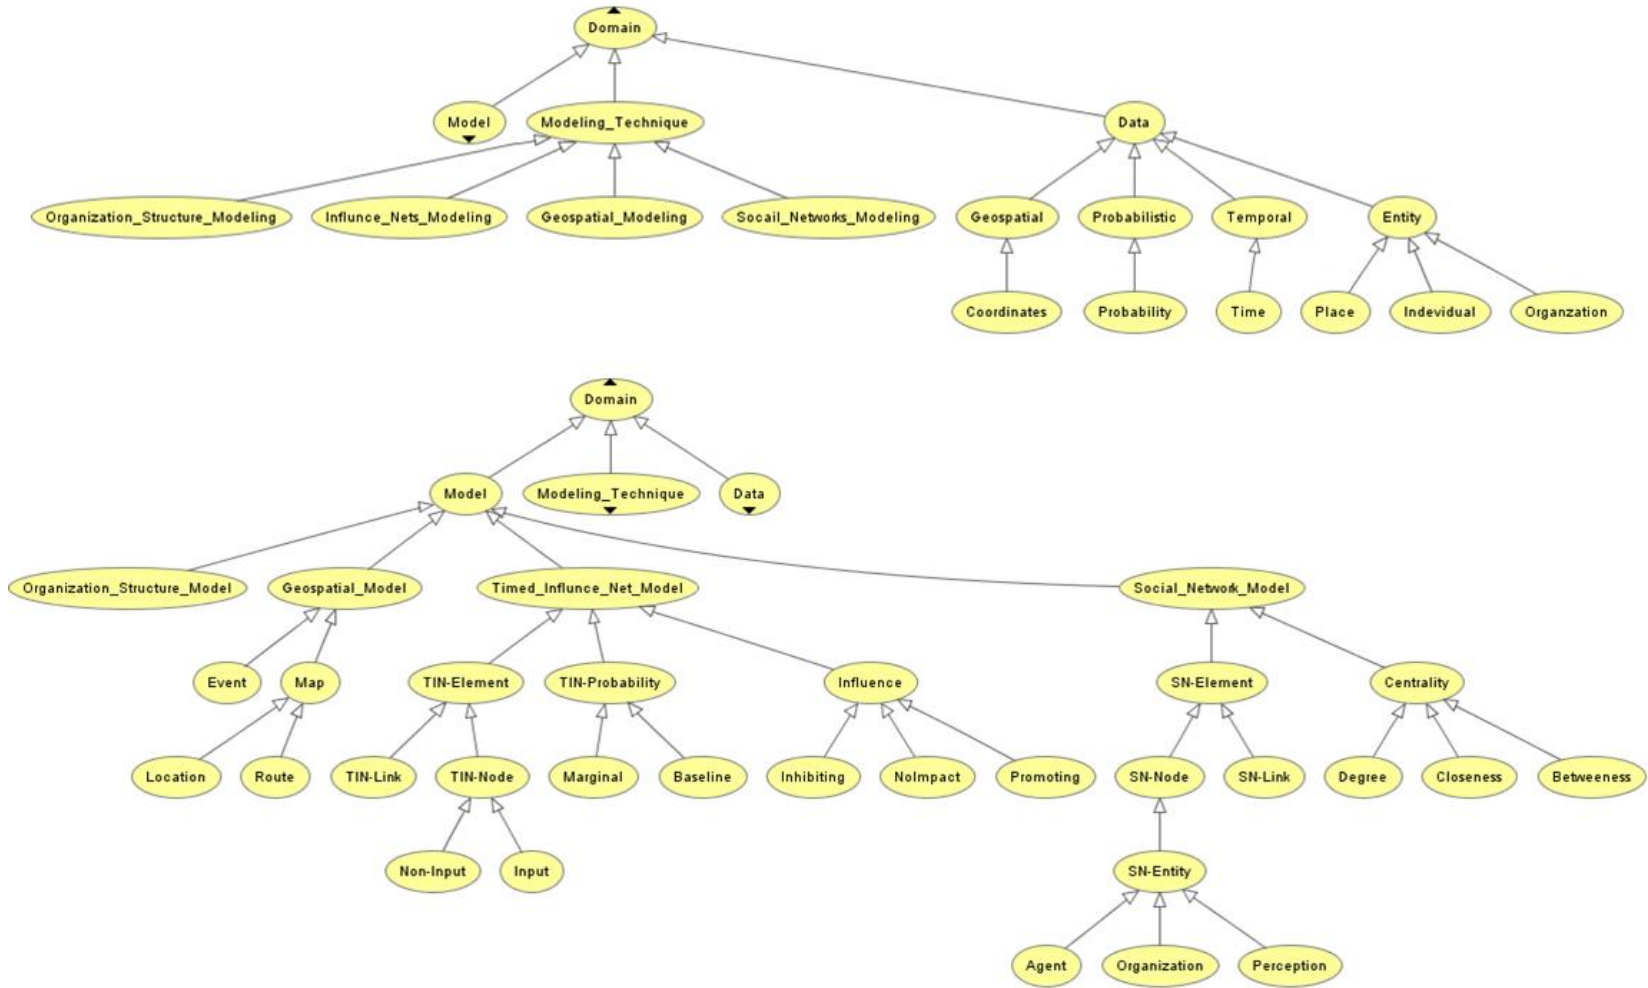 Domain
Model Modeling_Technique Data
Organization_Structure_Modeling Influnce_Nets_Modeling Geospatial_Modeling Socail_Networks_Modeling Geospatial Probabilistic Temporal Entity
Coordinates Probability Time Place Indevidual Organzation
Domain
Model Modeling_Technique Data
Organization_Structure_Model Geospatial_Model Timed_Influnce_Net_Model Social_Network_Model
Event Map TIN-Element TIN-Probability Influence SN-Element Centrality
Location Route TIN-Link TIN-Node Marginal Baseline Inhibiting NoImpact Promoting SN-Node SN-Link Degree Closeness Betweeness
Non-Input Input SN-Entity
Agent Organization Perception